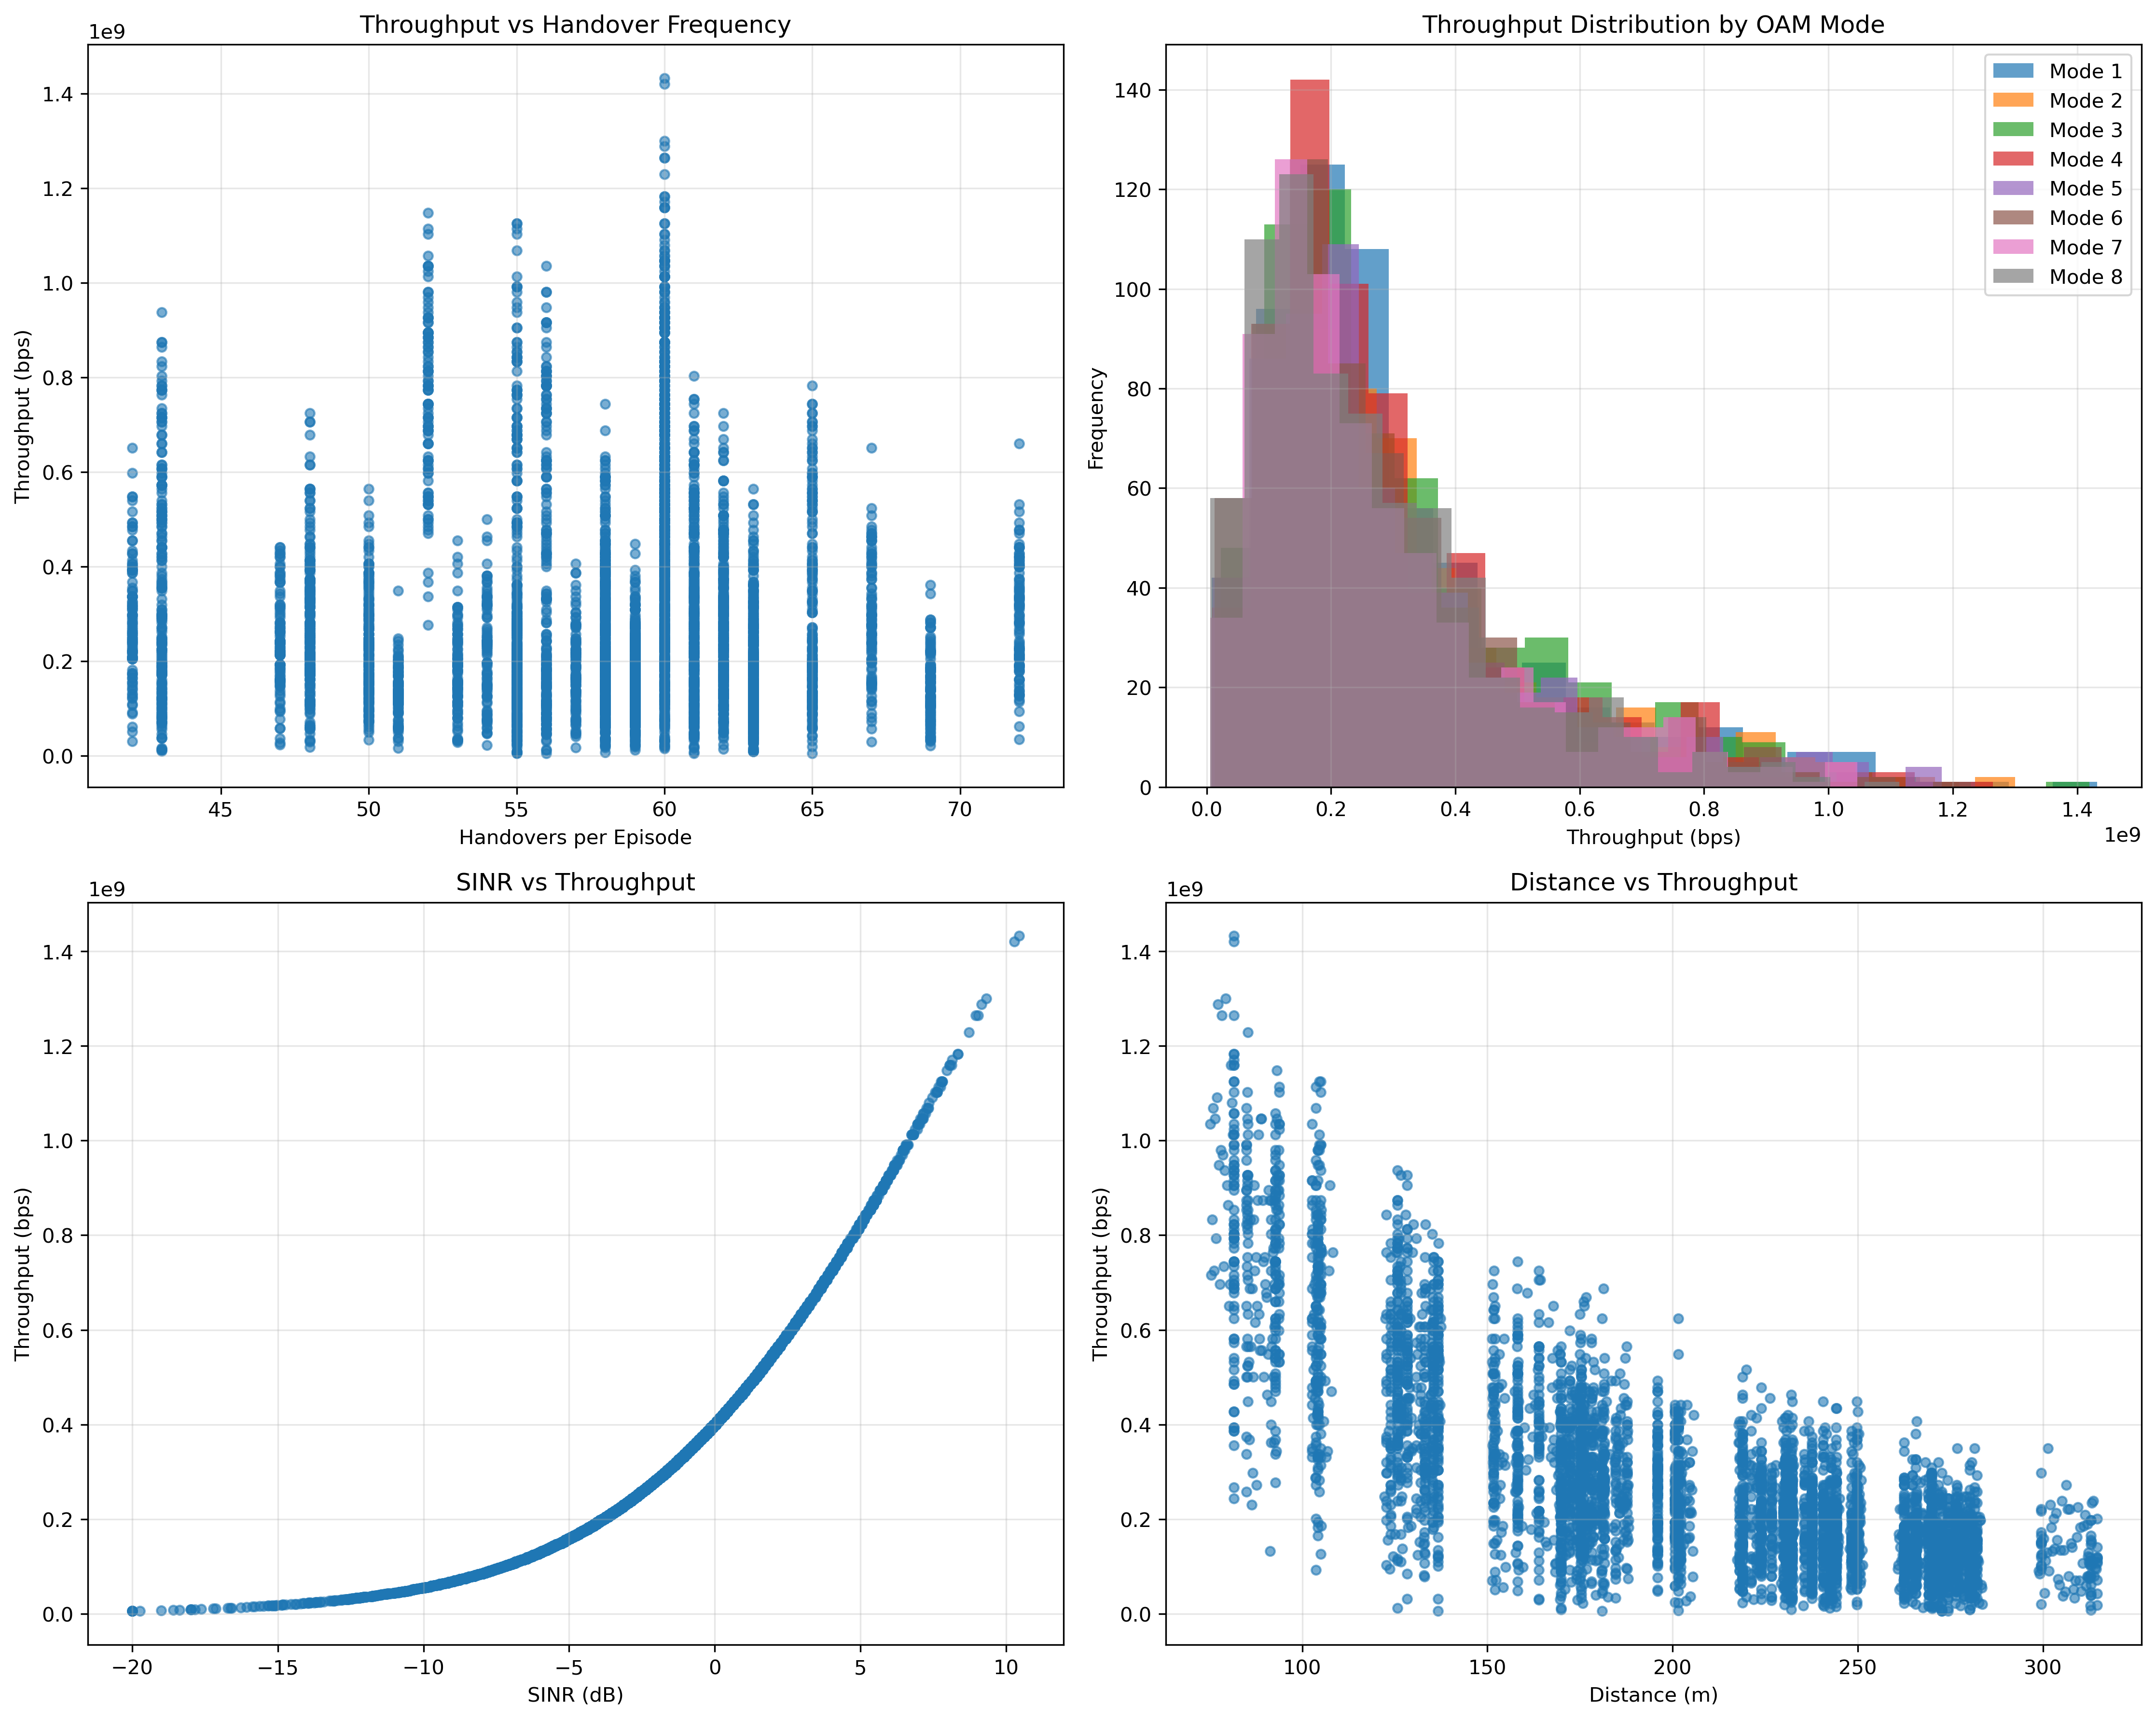 Throughput vs Handover Frequency
1e9
1.4
1.2
1.0
0.8
0.6
0.4
0.2
0.0
Throughput (bps)
45 50 55 60 65 70
Handovers per Episode
Throughput Distribution by OAM Mode
140
120
100
80
60
40
20
0
Frequency
Mode 1
Mode 2
Mode 3
Mode 4
Mode 5
Mode 6
Mode 7
Mode 8
0.0 0.2 0.4 0.6 0.8 1.0 1.2 1.4
1e9
Throughput (bps)
SINR vs Throughput
1e9
1.4
1.2
1.0
0.8
0.6
0.4
0.2
0.0
Throughput (bps)
−20 −15 −10 −5 0 5 10
SINR (dB)
Distance vs Throughput
1e9
1.4
1.2
1.0
0.8
0.6
0.4
0.2
0.0
Throughput (bps)
100 150 200 250 300
Distance (m)